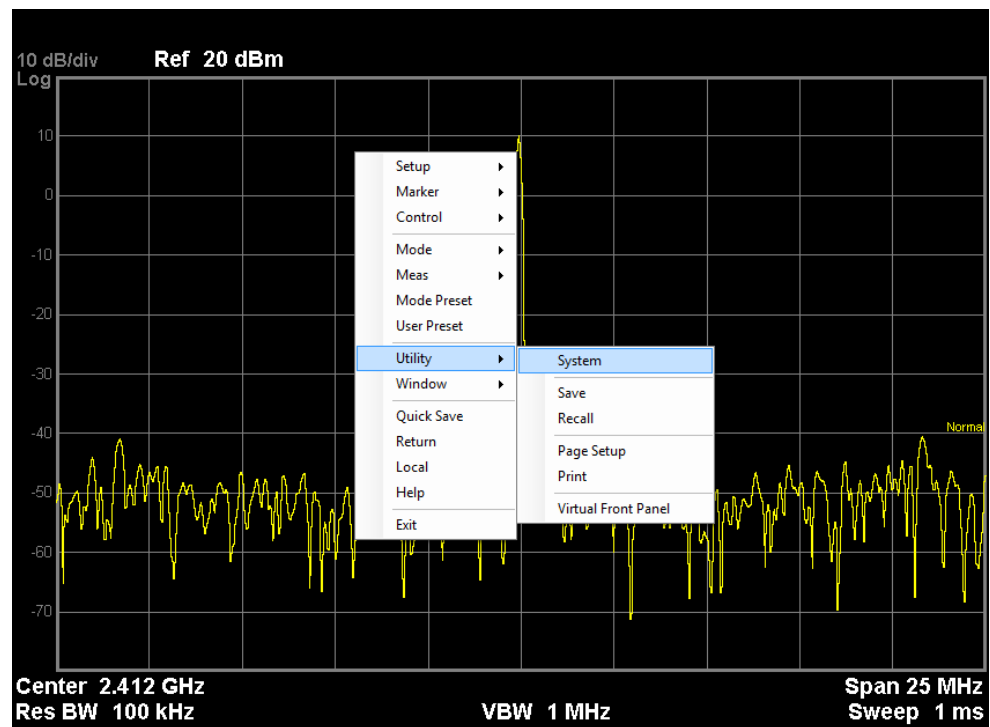 10 dB/div Ref 20 dBm
Log
10
0
-10
-20
-30
-40
-50
-60
-70
Normal
Setup
Marker
Control
Mode
Meas
Mode Preset
User Preset
Utility
Window
Quick Save
Return
Local
Help
Exit
System
Save
Recall
Page Setup
Print
Virtual Front Panel
Center 2.412 GHz Span 25 MHz
Res BW 100 kHz VBW 1 MHz Sweep 1 ms